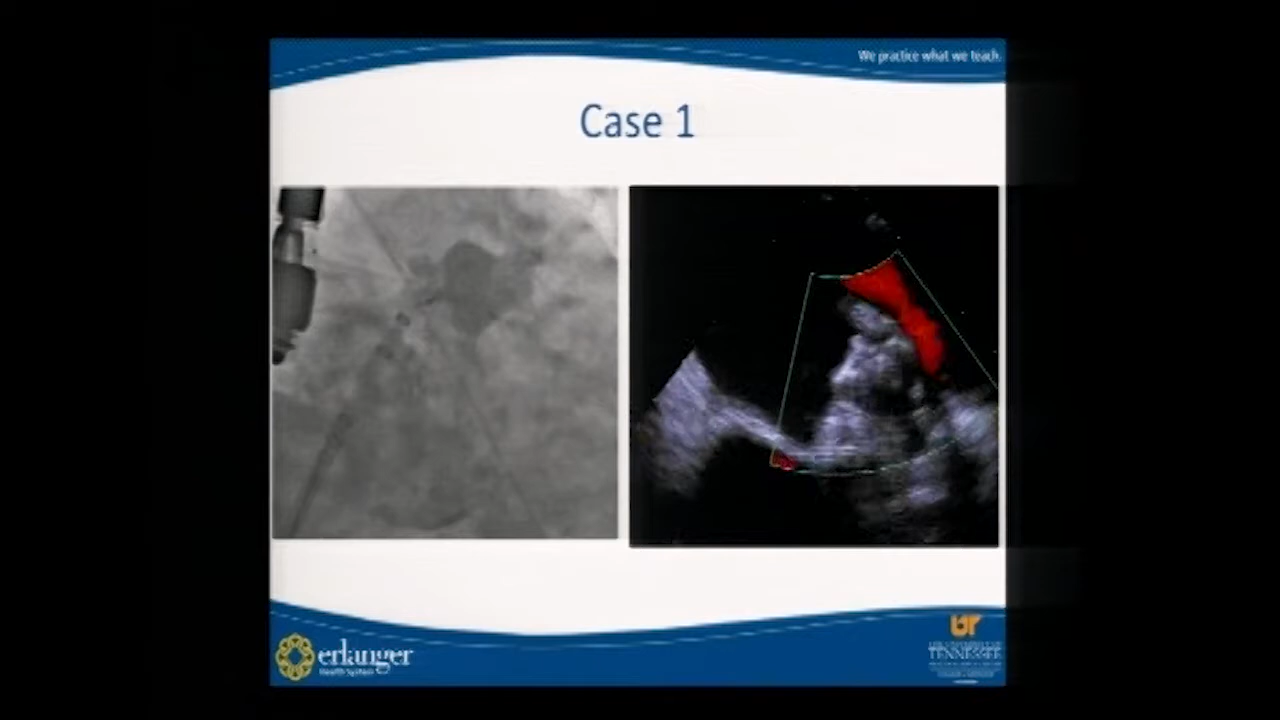 We practice what we teach.
Case 1
erlanger
Health System
UT
TENNESSEE